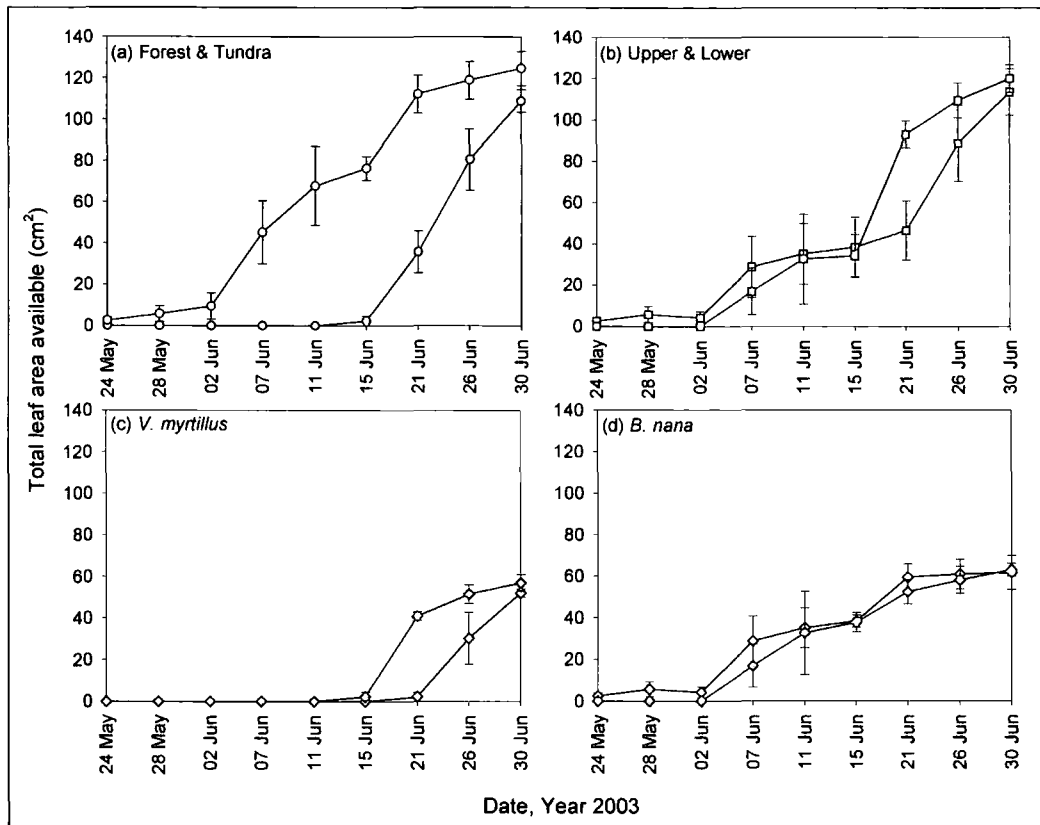 Total leaf area available (cm²)
(a) Forest & Tundra
140
120
100
80
60
40
20
0
24 May
28 May
02 Jun
07 Jun
11 Jun
15 Jun
21 Jun
26 Jun
30 Jun
(b) Upper & Lower
140
120
100
80
60
40
20
0
24 May
28 May
02 Jun
07 Jun
11 Jun
15 Jun
21 Jun
26 Jun
30 Jun
(c) V. myrtillus
140
120
100
80
60
40
20
0
24 May
28 May
02 Jun
07 Jun
11 Jun
15 Jun
21 Jun
26 Jun
30 Jun
(d) B. nana
140
120
100
80
60
40
20
0
24 May
28 May
02 Jun
07 Jun
11 Jun
15 Jun
21 Jun
26 Jun
30 Jun
Date, Year 2003